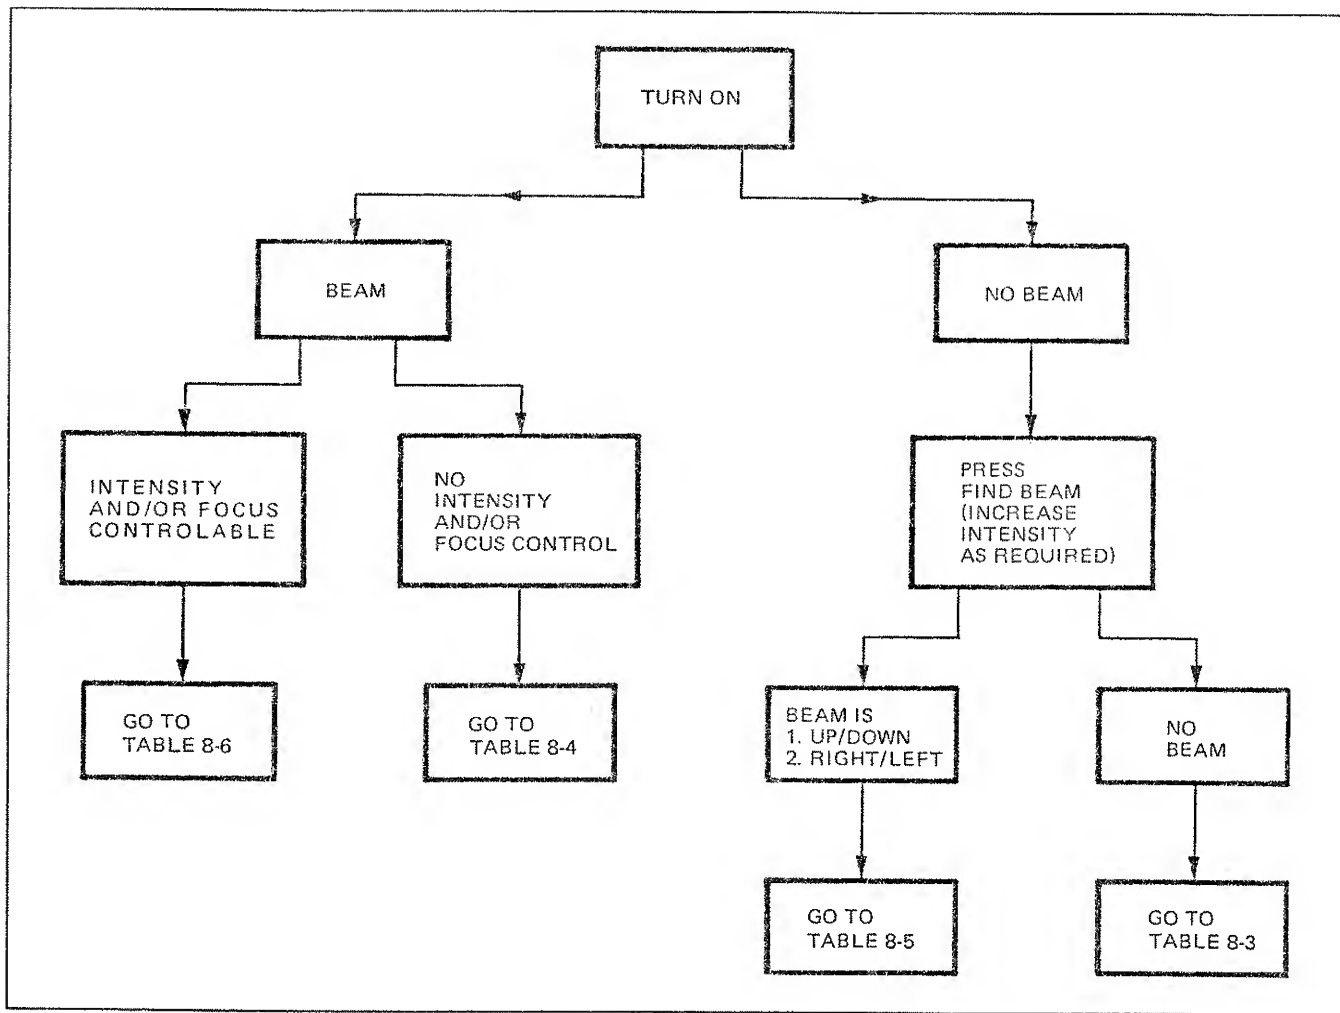 TURN ON
BEAM
NO BEAM
INTENSITY
AND/OR FOCUS
CONTROLABLE
NO
INTENSITY
AND/OR
FOCUS CONTROL
PRESS
FIND BEAM
(INCREASE
INTENSITY
AS REQUIRED)
GO TO
TABLE 8-6
GO TO
TABLE 8-4
BEAM IS
1. UP/DOWN
2. RIGHT/LEFT
NO
BEAM
GO TO
TABLE 8-5
GO TO
TABLE 8-3